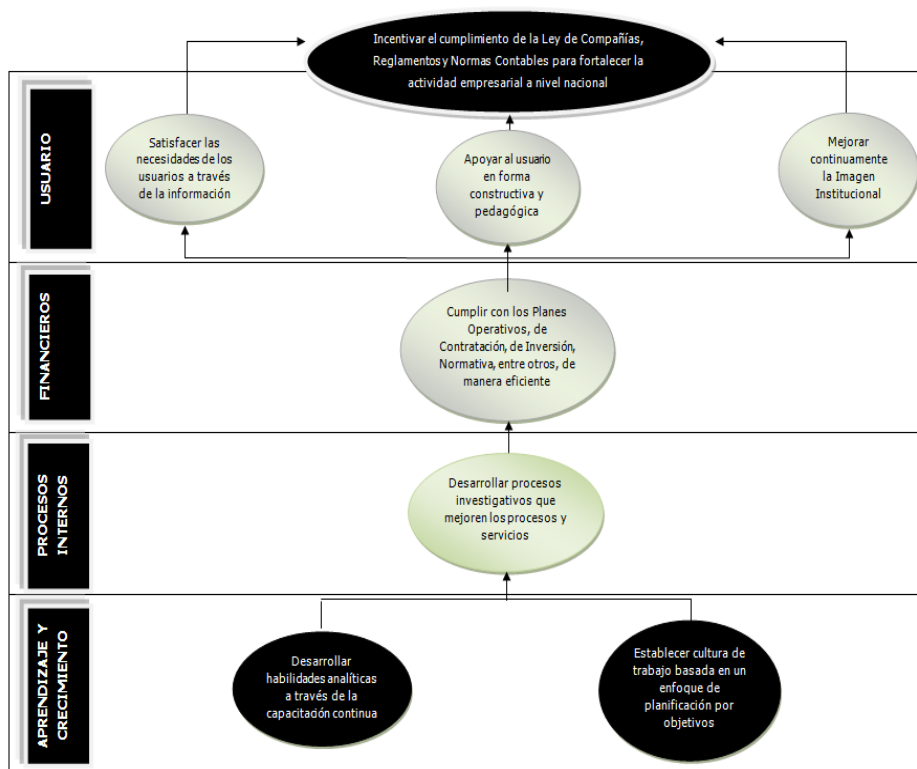 Incentivar el cumplimiento de la Ley de Compañías,
Reglamentos y Normas Contables para fortalecer la
actividad empresarial a nivel nacional
USUARIO
Satisfacer las
necesidades de los
usuarios a través
de la información
Apoyar al usuario
en forma
constructiva y
pedagógica
Mejorar
continuamente
la Imagen
Institucional
FINANCIEROS
Cumplir con los Planes
Operativos, de
Contratación, de Inversión,
Normativa, entre otros, de
manera eficiente
PROCESOS
INTERNOS
Desarrollar procesos
investigativos que
mejoren los procesos y
servicios
APRENDIZAJE Y
CRECIMIENTO
Desarrollar
habilidades analíticas
a través de la
capacitación continua
Establecer cultura de
trabajo basada en un
enfoque de
planificación por
objetivos